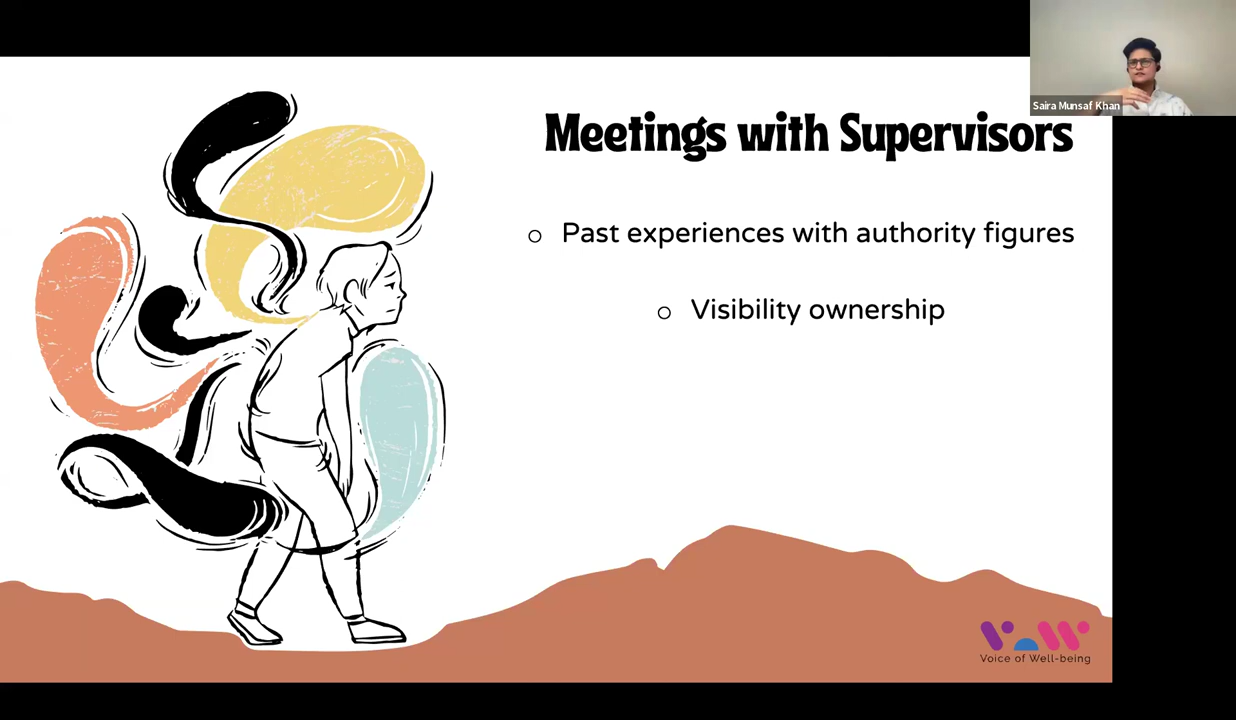 Saira Munsaf Khan
Meetings with Supervisors
Past experiences with authority figures
Visibility ownership
Voice of Well-being